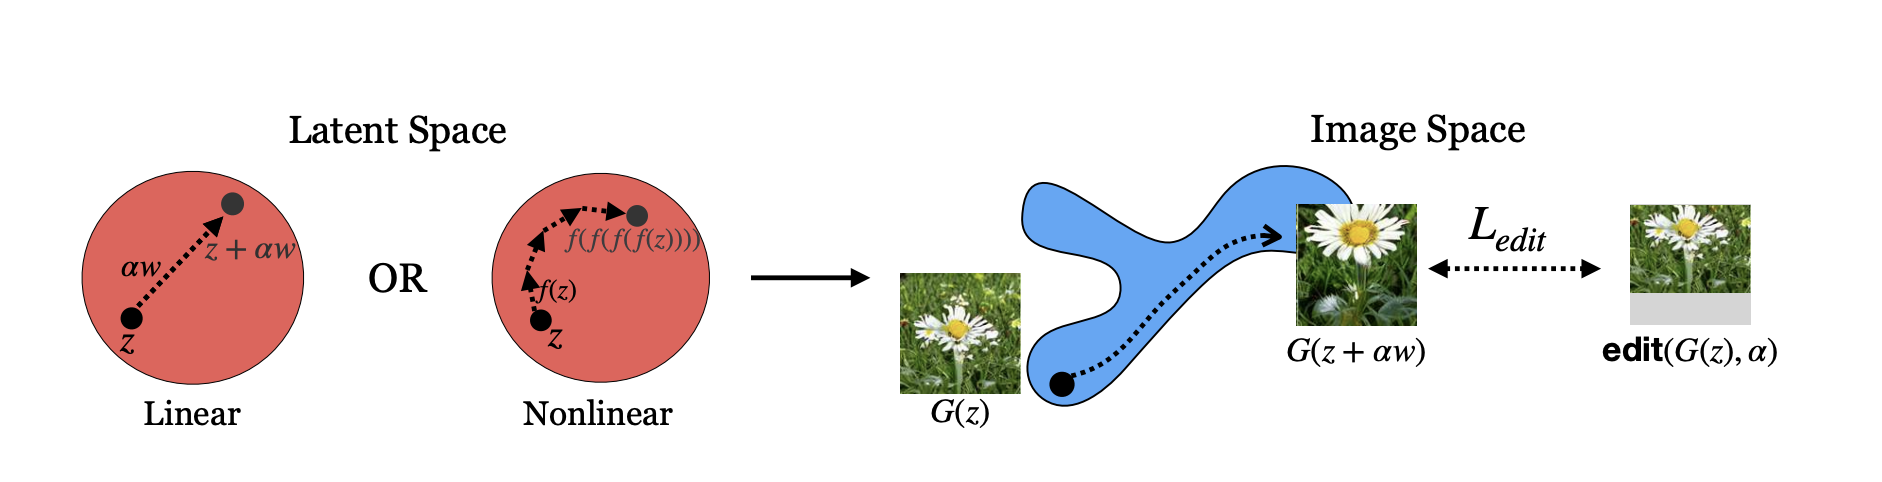 Latent Space
Image Space
αw
z + αw
z
Linear
OR
f(f(f(f(z))))
f(z)
z
Nonlinear
G(z)
G(z + αw)
L_edit
edit(G(z), α)